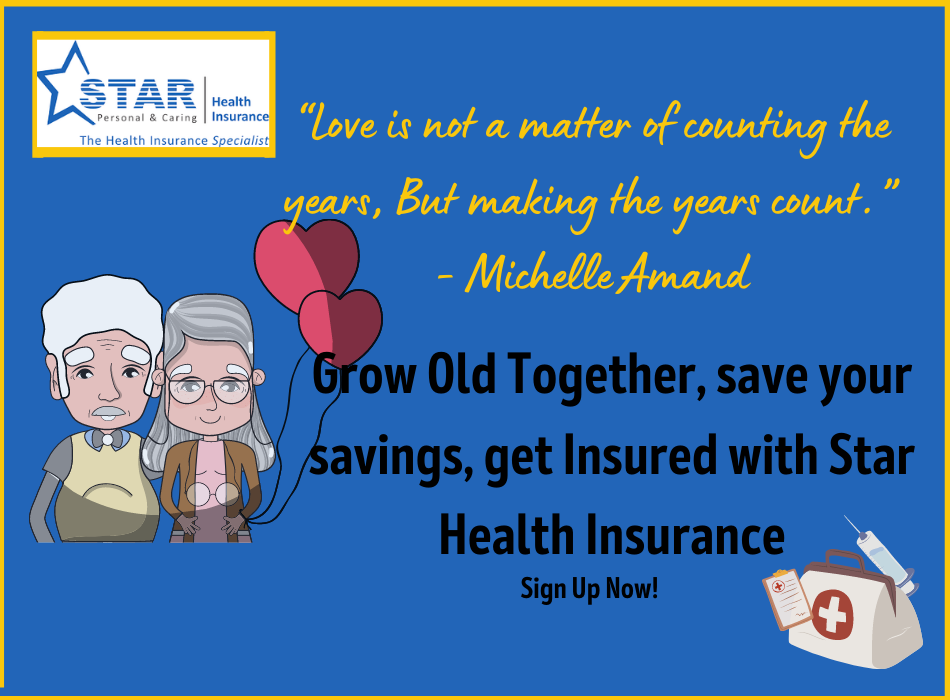 STAR
Health
Insurance
Personal & Caring
The Health Insurance Specialist
“Love is not a matter of counting the
years, But making the years count.”
- Michelle Amand
Grow Old Together, save your
savings, get Insured with Star
Health Insurance
Sign Up Now!